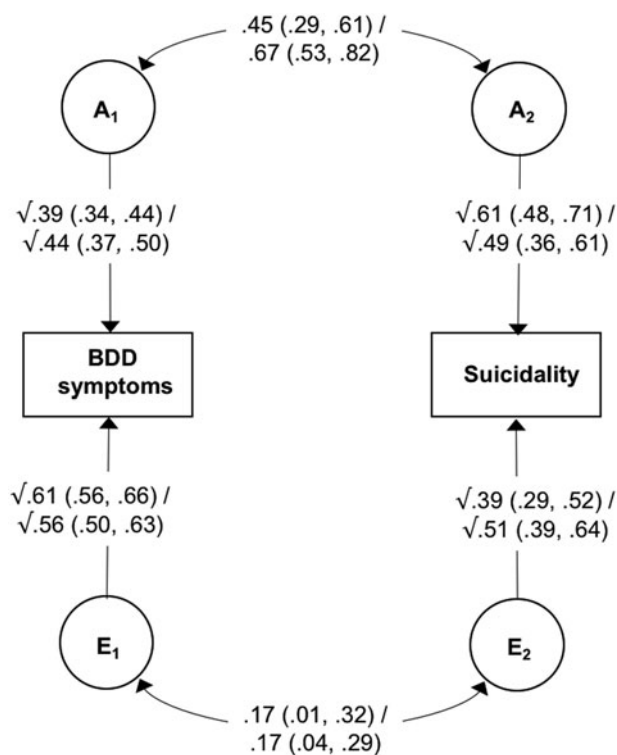 .45 (.29, .61) /
.67 (.53, .82)
A₁
A₂
√.39 (.34, .44) /
√.44 (.37, .50)
√.61 (.48, .71) /
√.49 (.36, .61)
BDD
symptoms
Suicidality
√.61 (.56, .66) /
√.56 (.50, .63)
√.39 (.29, .52) /
√.51 (.39, .64)
E₁
E₂
.17 (.01, .32) /
.17 (.04, .29)